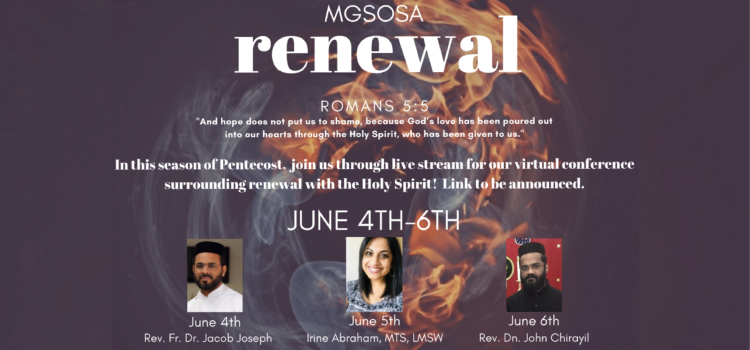 MGSOSA
renewal
ROMANS 5:5
"And hope does not put us to shame, because God's love has been poured out
into our hearts through the Holy Spirit, who has been given to us."
In this season of Pentecost, join us through live stream for our virtual conference
surrounding renewal with the Holy Spirit! Link to be announced.
JUNE 4TH-6TH
June 4th
Rev. Fr. Dr. Jacob Joseph
June 5th
Irine Abraham, MTS, LMSW
June 6th
Rev. Dn. John Chirayil